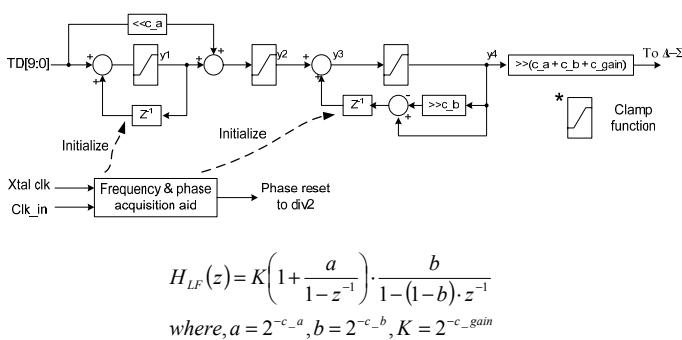 <<c_a
TD[9:0]
+
+
y1
+
+
y2
+
+
y3
y4
>>(c_a + c_b + c_gain)
To Δ–Σ
Z⁻¹
Z⁻¹
-
+
>>c_b
*
Clamp
function
Initialize
Initialize
Xtal clk
Clk_in
Frequency & phase
acquisition aid
Phase reset
to div2
H_{LF}(z) = K(1 + a/(1 − z⁻¹)) · b/(1 − (1 − b)· z⁻¹)
where, a = 2^{−c_a}, b = 2^{−c_b}, K = 2^{−c_gain}